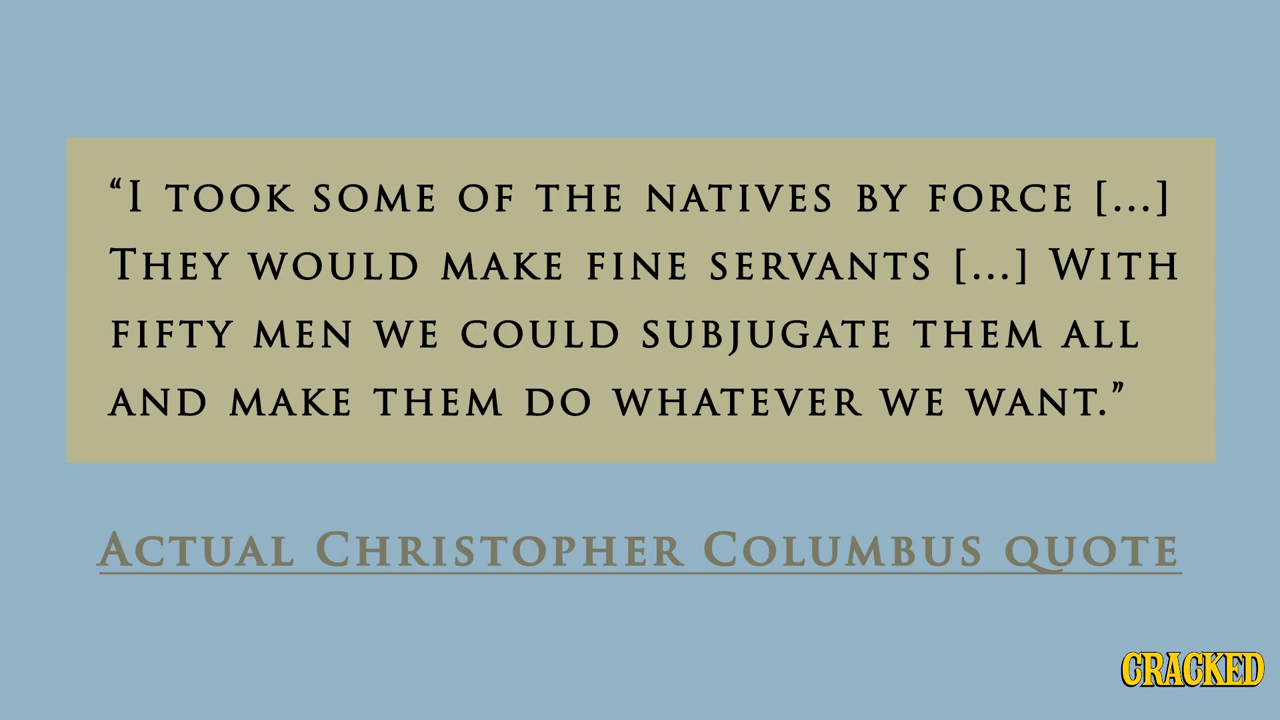 “I took some of the natives by force [...]
They would make fine servants [...] With
fifty men we could subjugate them all
and make them do whatever we want.”
Actual Christopher Columbus quote
CRACKED